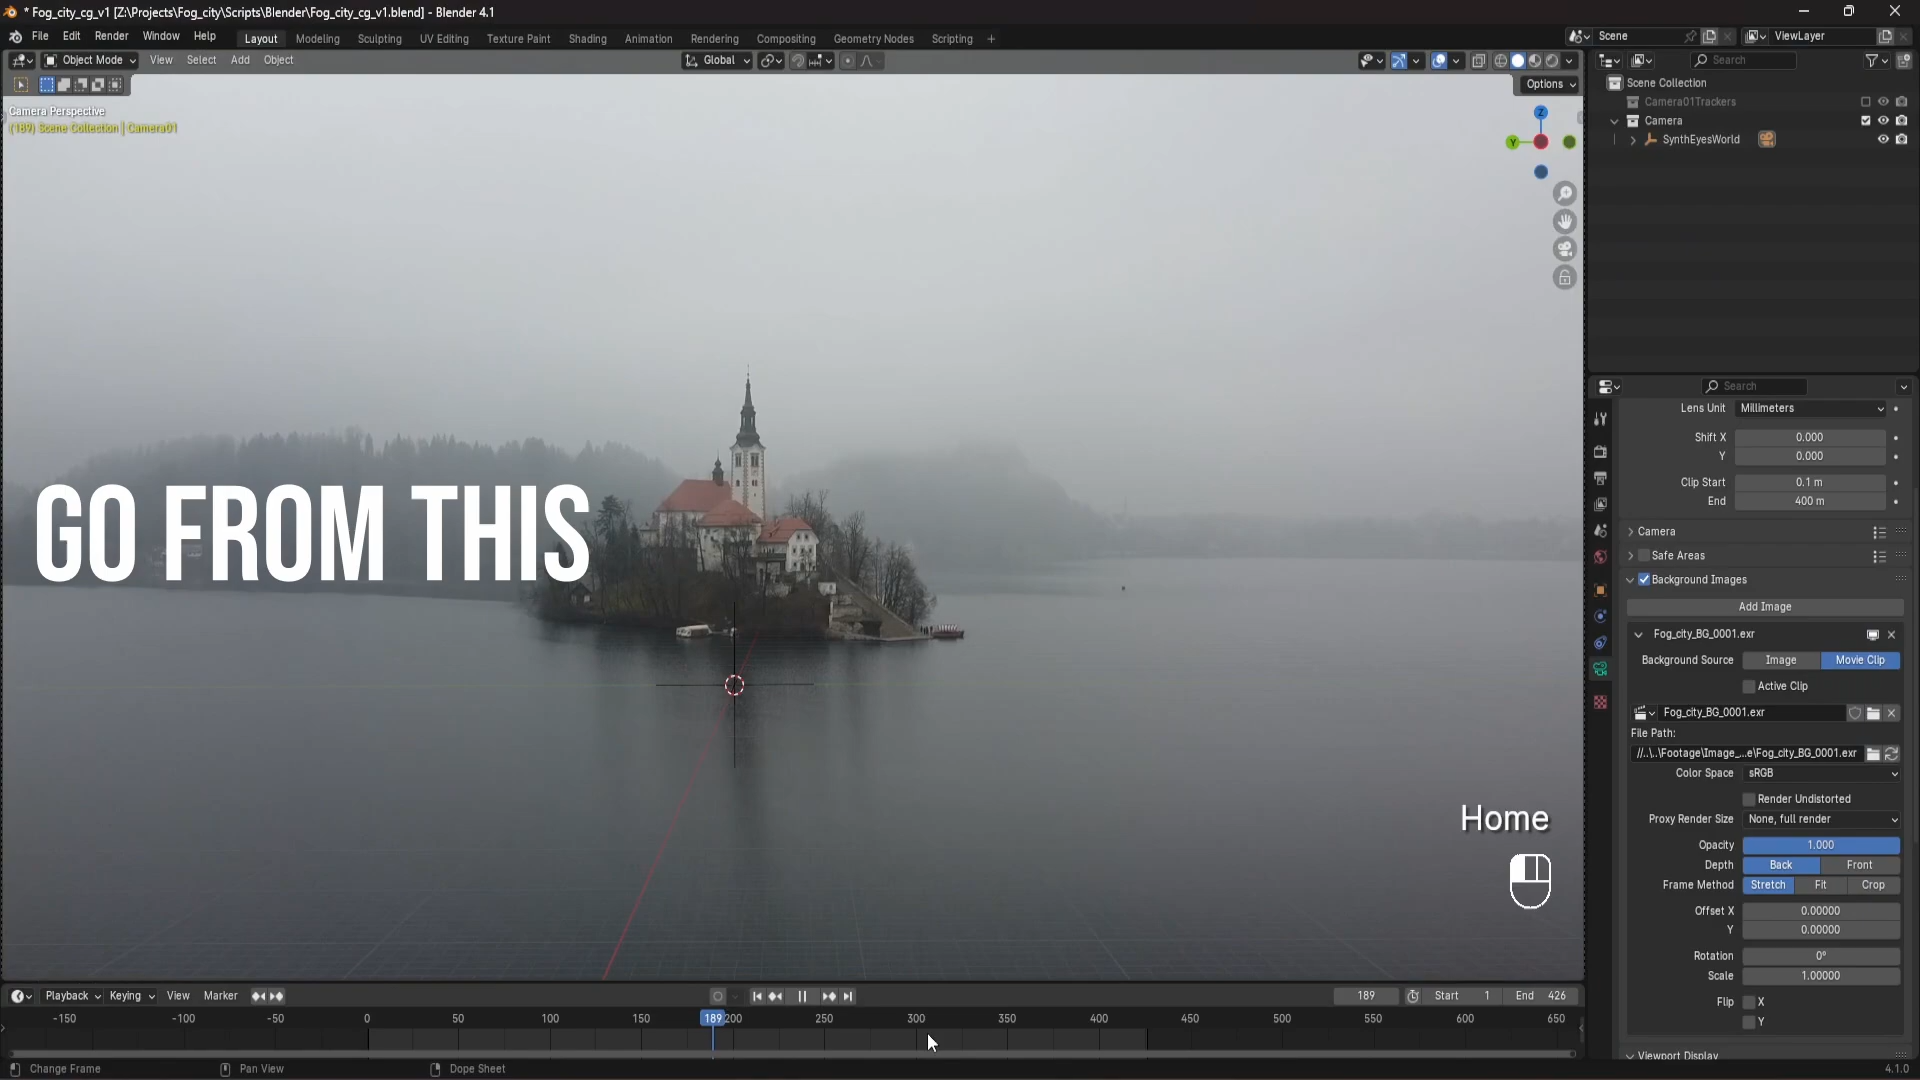 * Fog_city_cg_v1 [Z:\Projects\Fog_city\Scripts\Blender\Fog_city_cg_v1.blend] - Blender 4.1
File Edit Render Window Help Layout Modeling Sculpting UV Editing Texture Paint Shading Animation Rendering Compositing Geometry Nodes Scripting + Scene ViewLayer
Object Mode View Select Add Object Global Search
Options
Scene Collection
Camera Perspective
(189) Scene Collection | Camera01
Camera01Trackers
Camera
SynthEyesWorld
Z
Y
Search
Lens Unit Millimeters
Shift X 0.000
Y 0.000
Clip Start 0.1 m
End 400 m
Camera
Safe Areas
Background Images
Add Image
Fog_city_BG_0001.exr
Background Source Image Movie Clip
Active Clip
Fog_city_BG_0001.exr
File Path:
//..\..\Footage\Image_...e\Fog_city_BG_0001.exr
Color Space sRGB
Render Undistorted
Proxy Render Size None, full render
Opacity 1.000
Depth Back Front
Frame Method Stretch Fit Crop
Offset X 0.00000
Y 0.00000
Rotation 0°
Scale 1.00000
Flip X
Y
Viewport Display
GO FROM THIS
Home
Playback Keying View Marker 189 Start 1 End 426
-150 -100 -50 0 50 100 150 189 200 250 300 350 400 450 500 550 600 650
Change Frame Pan View Dope Sheet 4.1.0